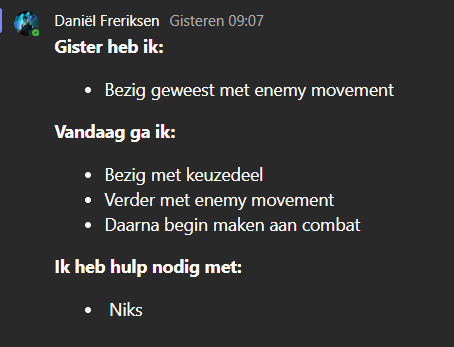 Daniël Freriksen Gisteren 09:07
Gister heb ik:
• Bezig geweest met enemy movement
Vandaag ga ik:
• Bezig met keuzedeel
• Verder met enemy movement
• Daarna begin maken aan combat
Ik heb hulp nodig met:
• Niks